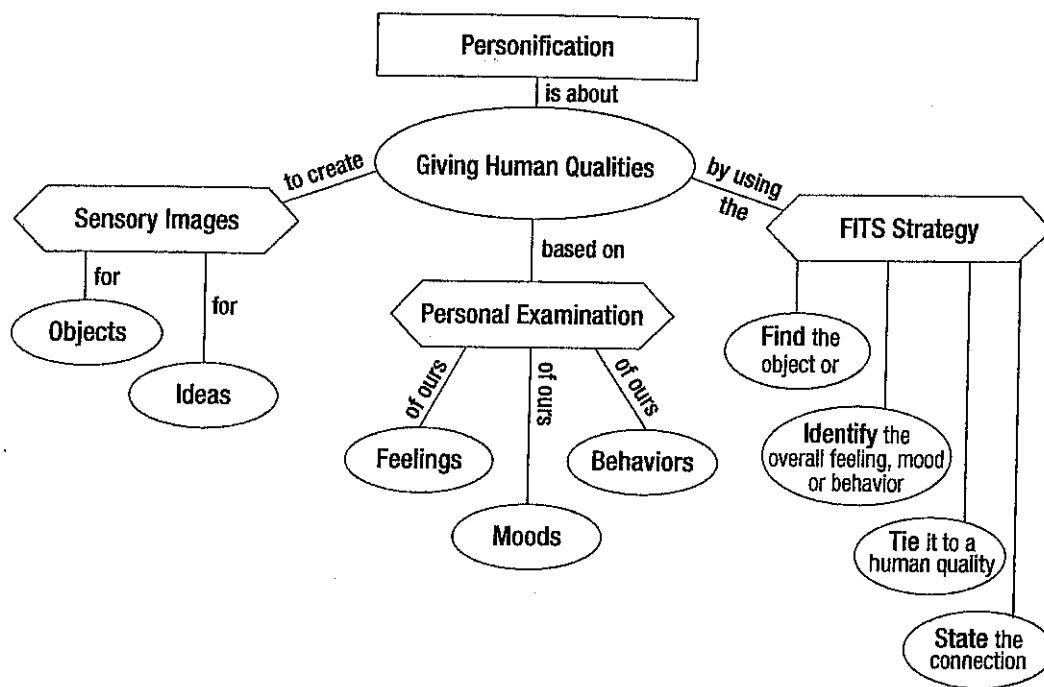 Personification
is about
Giving Human Qualities
to create
Sensory Images
for
Objects
for
Ideas
based on
Personal Examination
of ours
Feelings
of ours
Moods
of ours
Behaviors
by using
the
FITS Strategy
Find the
object or
Identify the
overall feeling, mood
or behavior
Tie it to a
human quality
State the
connection